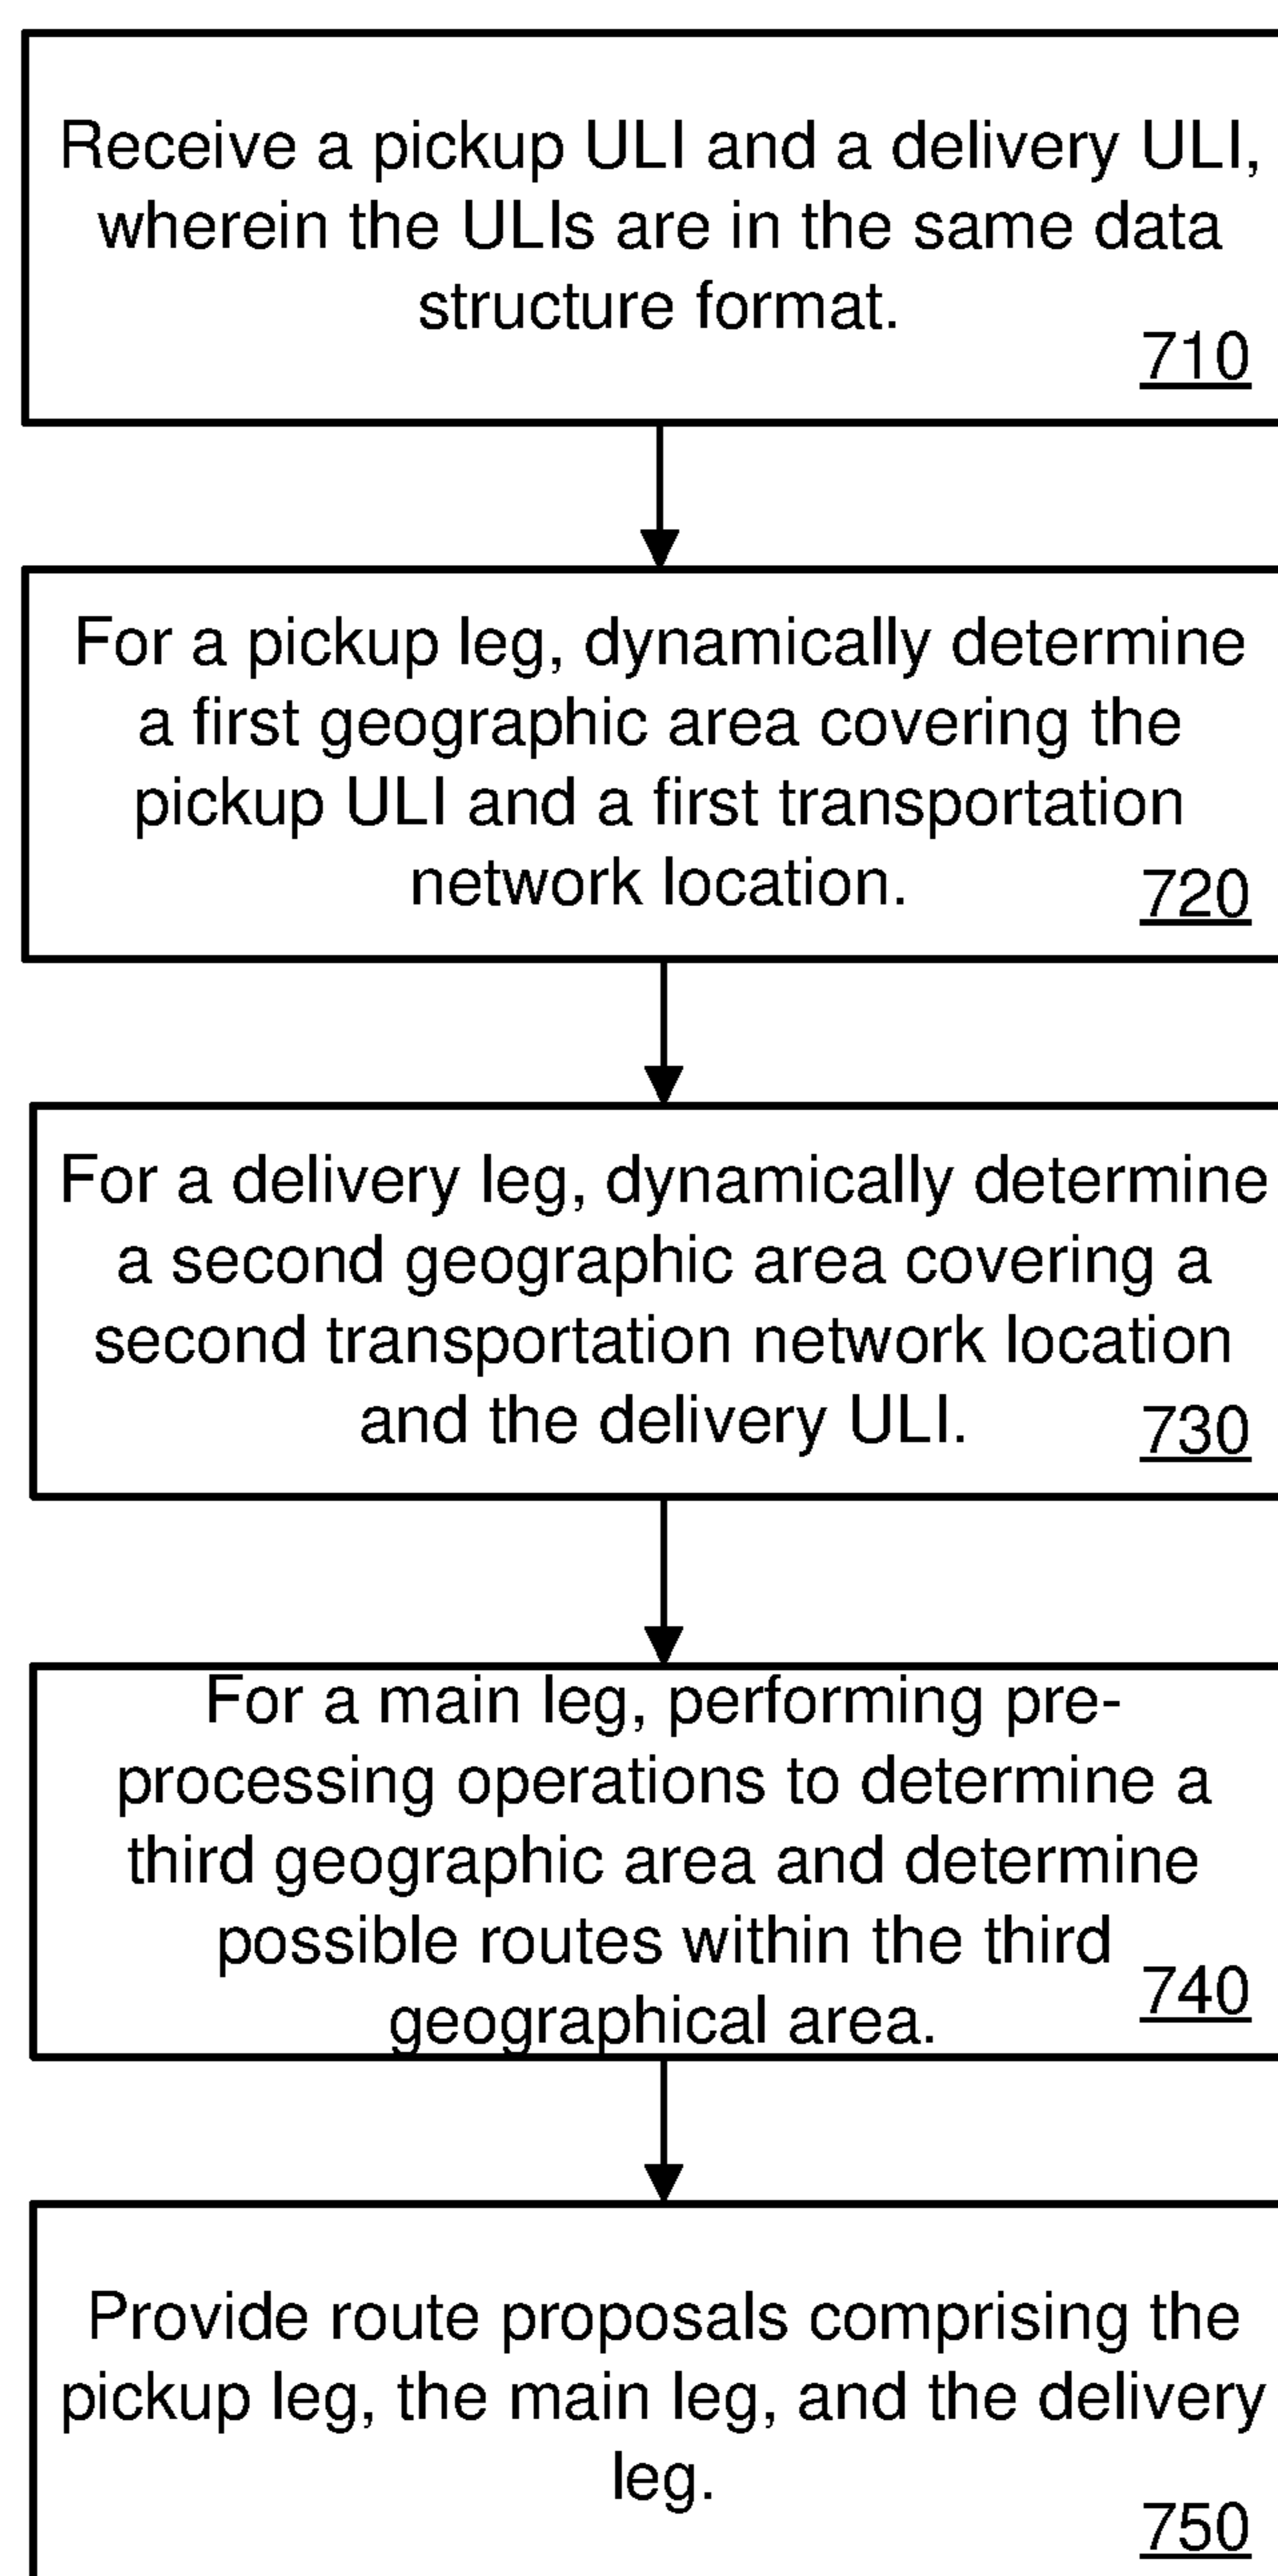 Receive a pickup ULI and a delivery ULI,
wherein the ULIs are in the same data
structure format.
710
For a pickup leg, dynamically determine
a first geographic area covering the
pickup ULI and a first transportation
network location.
720
For a delivery leg, dynamically determine
a second geographic area covering a
second transportation network location
and the delivery ULI.
730
For a main leg, performing pre-
processing operations to determine a
third geographic area and determine
possible routes within the third
geographical area.
740
Provide route proposals comprising the
pickup leg, the main leg, and the delivery
leg.
750